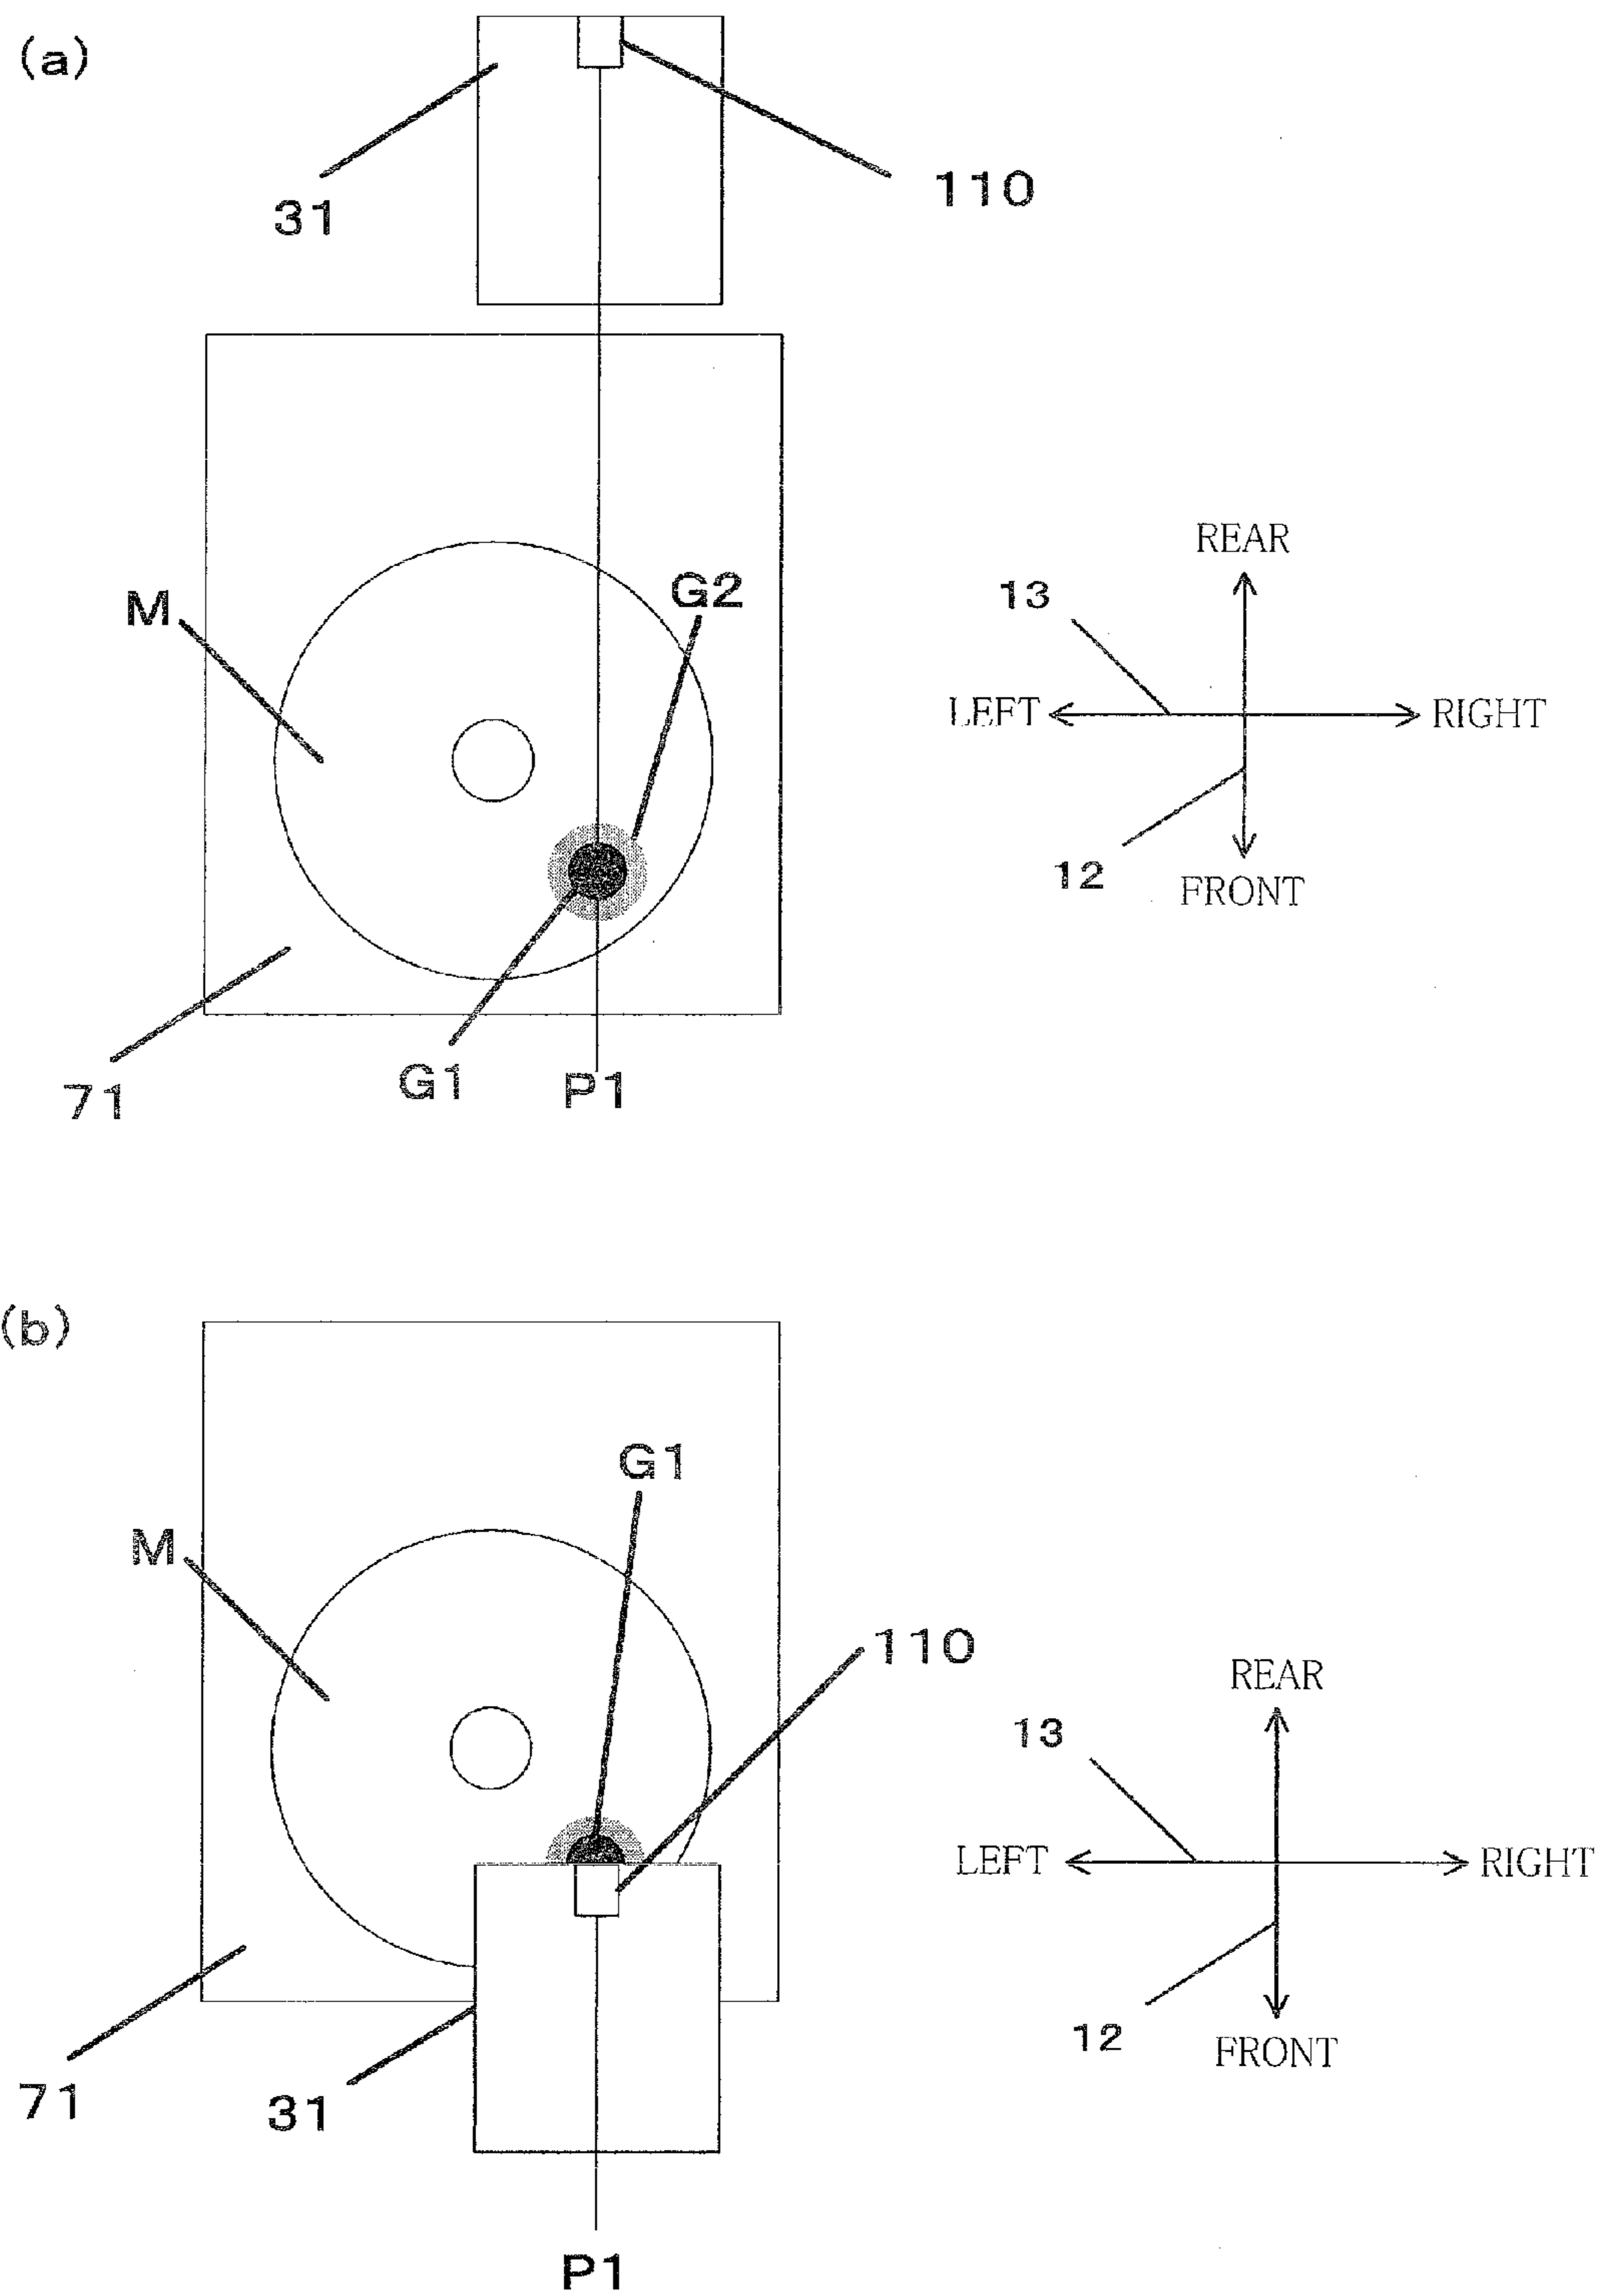 (a)
31
110
M
G2
G1
P1
71
REAR
13
LEFT
RIGHT
12
FRONT
(b)
G1
M
110
71
31
P1
REAR
13
LEFT
RIGHT
12
FRONT